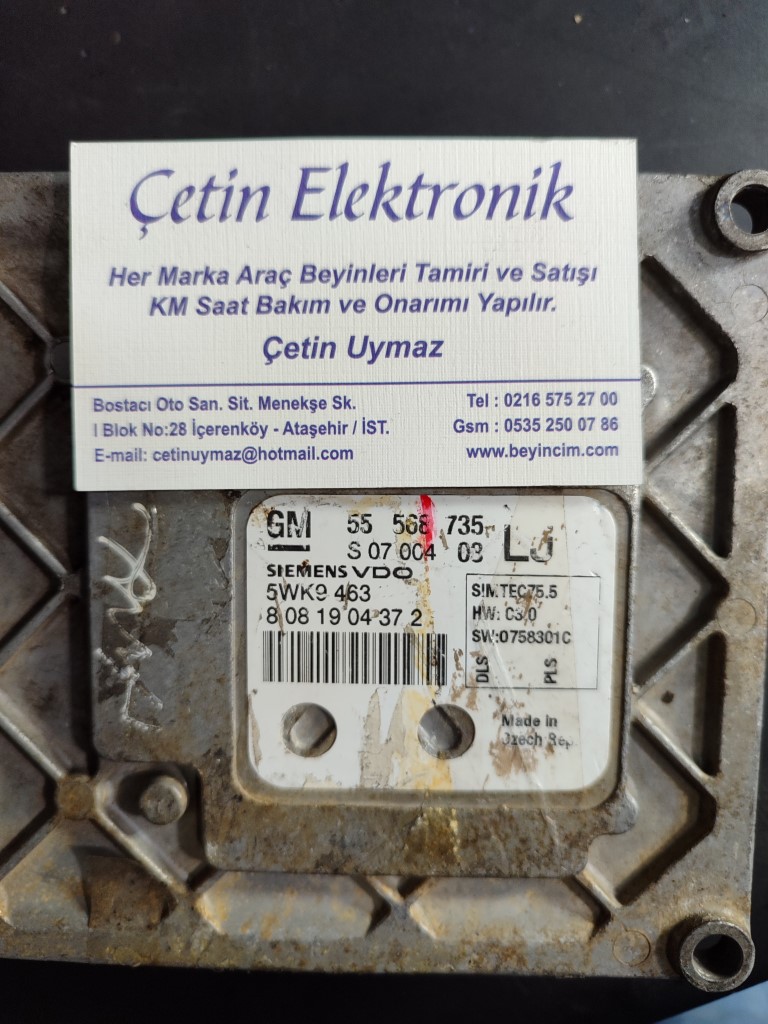 Çetin Elektronik
Her Marka Araç Beyinleri Tamiri ve Satışı
KM Saat Bakım ve Onarımı Yapılır.
Çetin Uymaz
Bostacı Oto San. Sit. Menekşe Sk.
I Blok No:28 İçerenköy - Ataşehir / İST.
E-mail: cetinuymaz@hotmail.com
Tel : 0216 575 27 00
Gsm : 0535 250 07 86
www.beyincim.com
GM 55 568 735 LJ
S 07 004 03
SIEMENS VDO
5WK9 463
8 08 19 04 37 2
SIMTEC75.5
HW: C3.0
SW:0758301C
DLS
PLS
Made in
Czech Rep